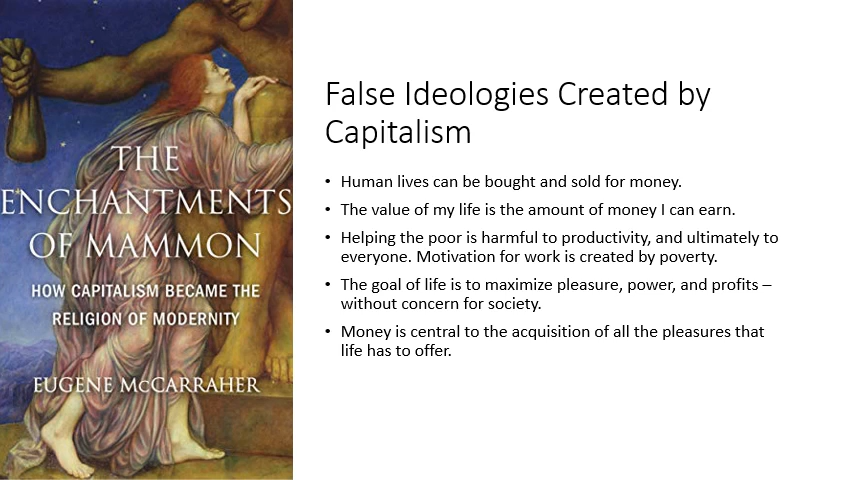 THE
ENCHANTMENTS
OF MAMMON
HOW CAPITALISM BECAME THE
RELIGION OF MODERNITY
EUGENE McCARRAHER
False Ideologies Created by
Capitalism
• Human lives can be bought and sold for money.
• The value of my life is the amount of money I can earn.
• Helping the poor is harmful to productivity, and ultimately to
everyone. Motivation for work is created by poverty.
• The goal of life is to maximize pleasure, power, and profits –
without concern for society.
• Money is central to the acquisition of all the pleasures that
life has to offer.